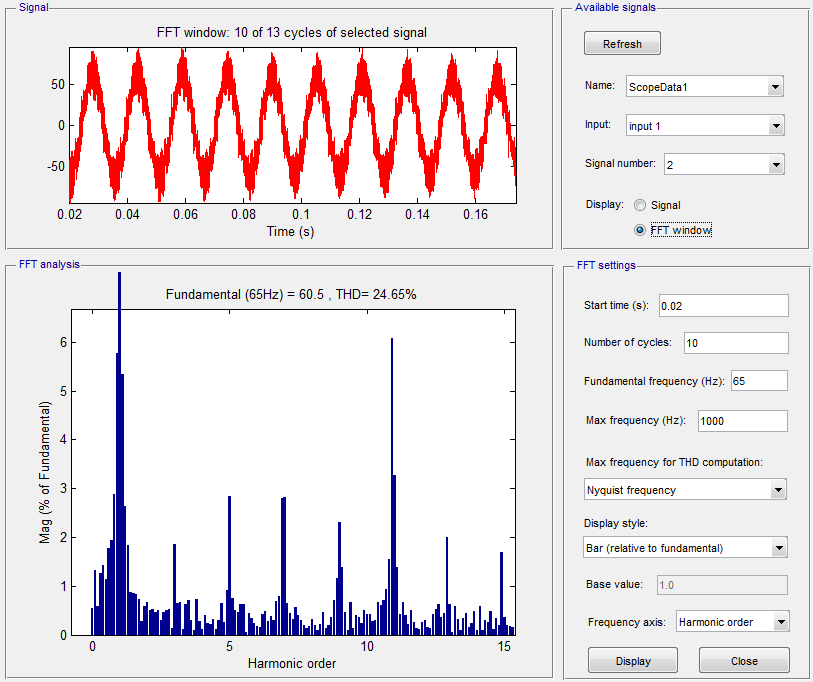 Signal
FFT window: 10 of 13 cycles of selected signal
50
0
-50
0.02 0.04 0.06 0.08 0.1 0.12 0.14 0.16
Time (s)
Available signals
Refresh
Name: ScopeData1
Input: input 1
Signal number: 2
Display: Signal
FFT window
FFT analysis
Fundamental (65Hz) = 60.5 , THD= 24.65%
Mag (% of Fundamental)
6
5
4
3
2
1
0
0 5 10 15
Harmonic order
FFT settings
Start time (s): 0.02
Number of cycles: 10
Fundamental frequency (Hz): 65
Max frequency (Hz): 1000
Max frequency for THD computation:
Nyquist frequency
Display style:
Bar (relative to fundamental)
Base value: 1.0
Frequency axis: Harmonic order
Display Close